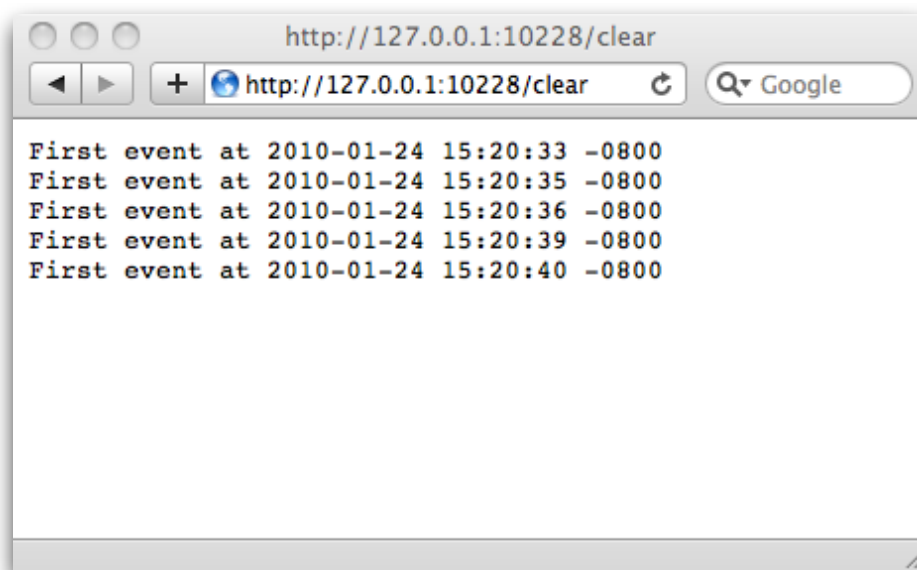 http://127.0.0.1:10228/clear
http://127.0.0.1:10228/clear
Google
First event at 2010-01-24 15:20:33 -0800
First event at 2010-01-24 15:20:35 -0800
First event at 2010-01-24 15:20:36 -0800
First event at 2010-01-24 15:20:39 -0800
First event at 2010-01-24 15:20:40 -0800